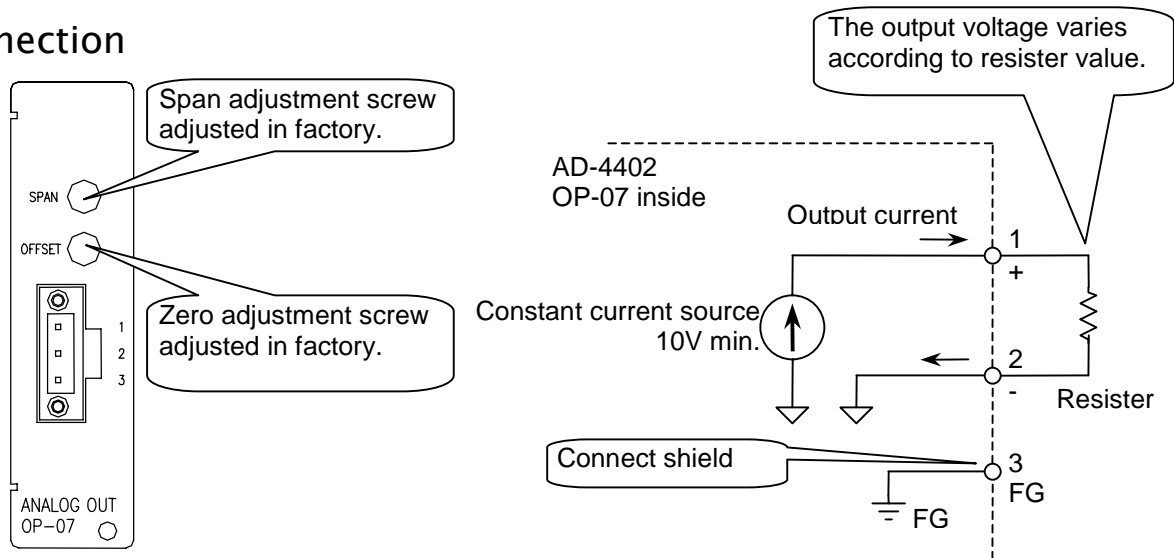 nection
Span adjustment screw
adjusted in factory.
SPAN
OFFSET
Zero adjustment screw
adjusted in factory.
1
2
3
ANALOG OUT
OP-07
The output voltage varies
according to resister value.
AD-4402
OP-07 inside
Output current
1
+
Constant current source
10V min.
2
-
Resister
Connect shield
3
FG
FG